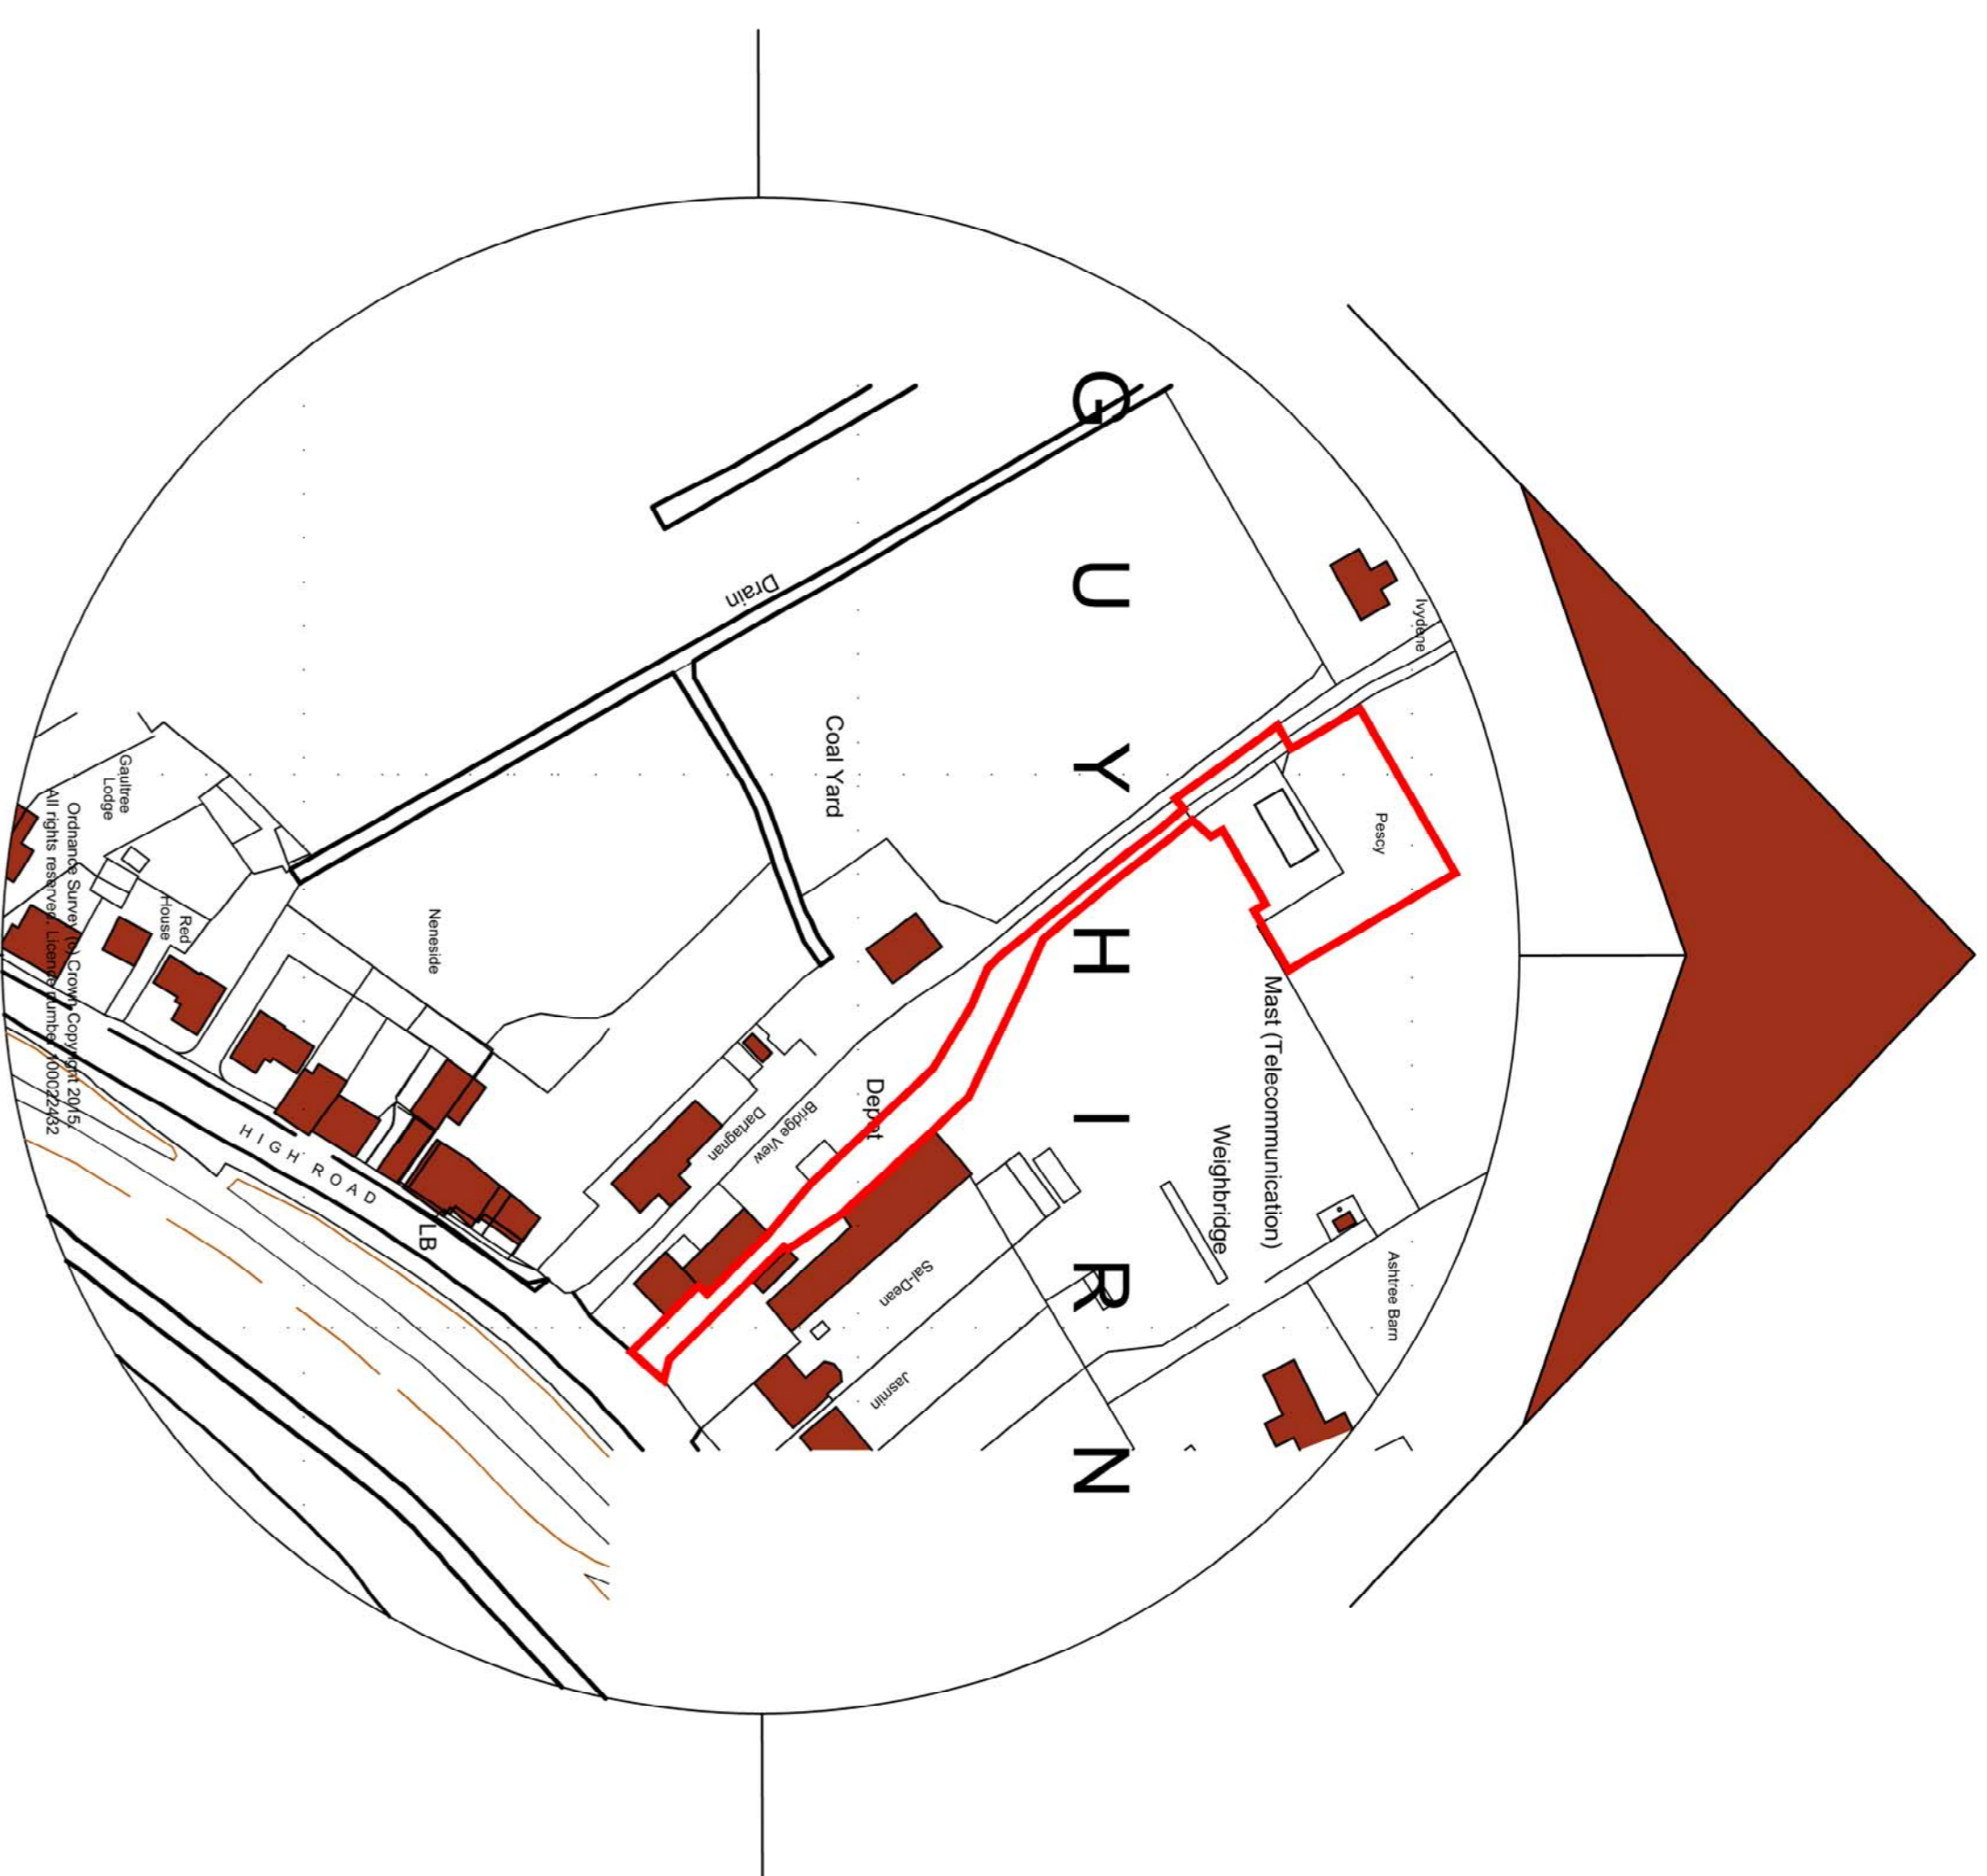 GUYHIRN
Ivydene
Pescy
Mast (Telecommunication)
Weighbridge
Ashtree Barn
Drain
Coal Yard
Depot
Bridge View
Dartagnan
Sal-Dean
Jasmin
Neneside
LB
HIGH ROAD
Red
House
Gaultree
Lodge
Ordnance Survey (c) Crown Copyright 2015.
All rights reserved. Licence number 100022432